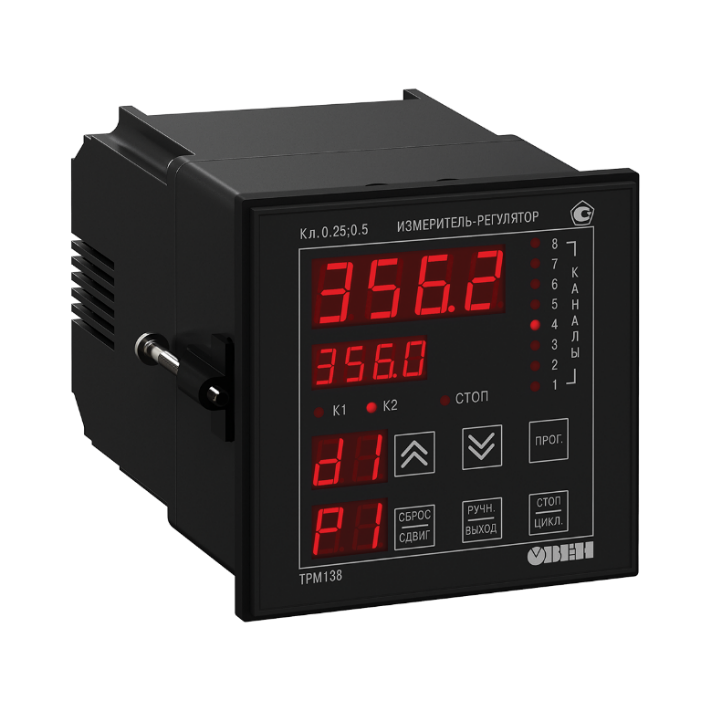 Кл.0.25;0.5 ИЗМЕРИТЕЛЬ-РЕГУЛЯТОР
356.2
356.0
К1 К2 СТОП
8
7
6
5
4
3
2
1
КАНАЛЫ
d1
ПРОГ.
P1
СБРОС
СДВИГ
РУЧН.
ВЫХОД
СТОП
ЦИКЛ.
ОВЕН
ТРМ138